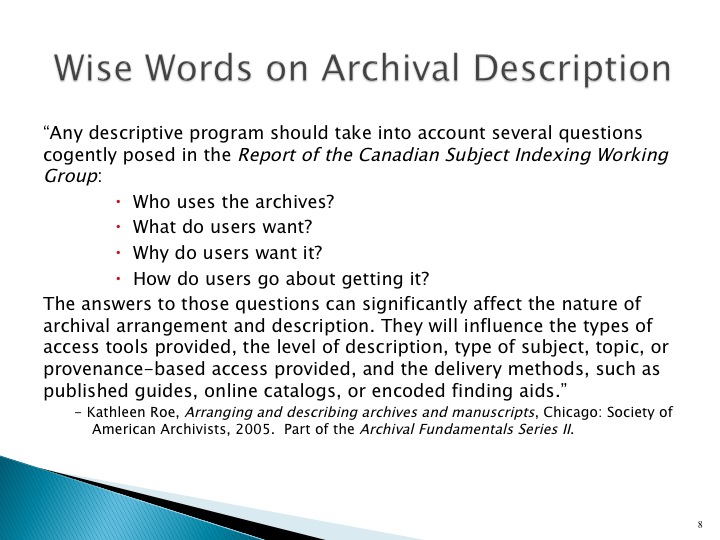 Wise Words on Archival Description
“Any descriptive program should take into account several questions
cogently posed in the Report of the Canadian Subject Indexing Working
Group:
• Who uses the archives?
• What do users want?
• Why do users want it?
• How do users go about getting it?
The answers to those questions can significantly affect the nature of
archival arrangement and description. They will influence the types of
access tools provided, the level of description, type of subject, topic, or
provenance-based access provided, and the delivery methods, such as
published guides, online catalogs, or encoded finding aids.”
- Kathleen Roe, Arranging and describing archives and manuscripts, Chicago: Society of
American Archivists, 2005. Part of the Archival Fundamentals Series II.
8